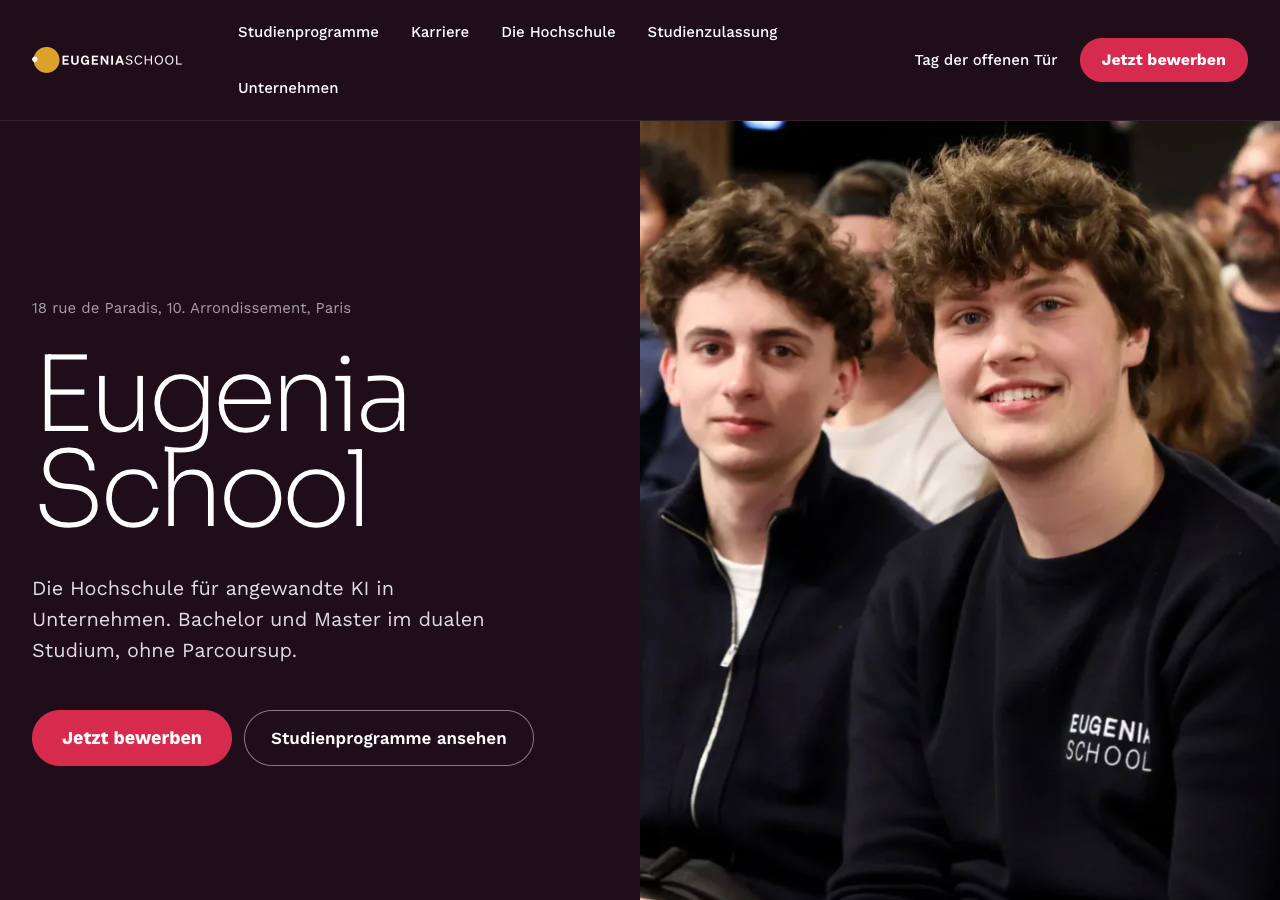 EUGENIASCHOOL
Studienprogramme
Karriere
Die Hochschule
Studienzulassung
Unternehmen
Tag der offenen Tür
Jetzt bewerben
18 rue de Paradis, 10. Arrondissement, Paris
Eugenia
School
Die Hochschule für angewandte KI in
Unternehmen. Bachelor und Master im dualen
Studium, ohne Parcoursup.
Jetzt bewerben
Studienprogramme ansehen
EUGENIA
SCHOOL